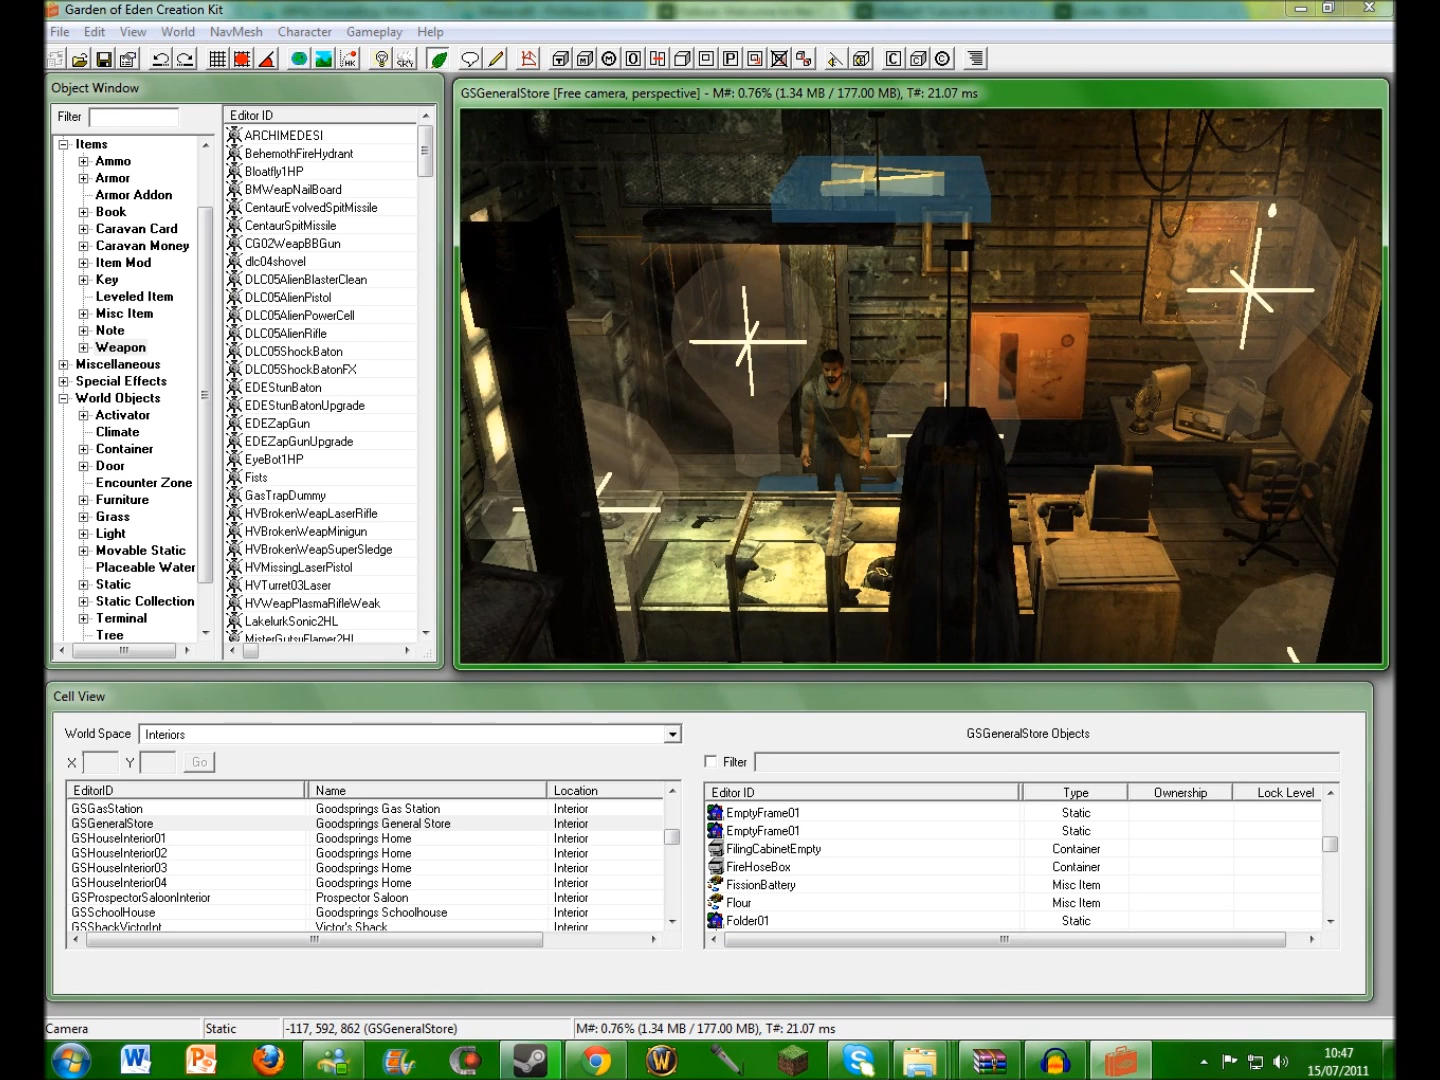 Garden of Eden Creation Kit
File Edit View World NavMesh Character Gameplay Help
Object Window
Filter
Items
Ammo
Armor
Armor Addon
Book
Caravan Card
Caravan Money
Item Mod
Key
Leveled Item
Misc Item
Note
Weapon
Miscellaneous
Special Effects
World Objects
Activator
Climate
Container
Door
Encounter Zone
Furniture
Grass
Light
Movable Static
Placeable Water
Static
Static Collection
Terminal
Tree
Editor ID
ARCHIMEDESI
BehemothFireHydrant
Bloatfly1HP
BMWeapNailBoard
CentaurEvolvedSpitMissile
CentaurSpitMissile
CG02WeapBBGun
dlc04shovel
DLC05AlienBlasterClean
DLC05AlienPistol
DLC05AlienPowerCell
DLC05AlienRifle
DLC05ShockBaton
DLC05ShockBatonFX
EDEStunBaton
EDEStunBatonUpgrade
EDEZapGun
EDEZapGunUpgrade
EyeBot1HP
Fists
GasTrapDummy
HVBrokenWeapLaserRifle
HVBrokenWeapMinigun
HVBrokenWeapSuperSledge
HVMissingLaserPistol
HVTurret03Laser
HVWeapPlasmaRifleWeak
LakelurkSonic2HL
MisterGutsyFlamer2HL
GSGeneralStore [Free camera, perspective] - M#: 0.76% (1.34 MB / 177.00 MB), T#: 21.07 ms
Cell View
World Space Interiors
X Y Go
EditorID Name Location
GSGasStation Goodsprings Gas Station Interior
GSGeneralStore Goodsprings General Store Interior
GSHouseInterior01 Goodsprings Home Interior
GSHouseInterior02 Goodsprings Home Interior
GSHouseInterior03 Goodsprings Home Interior
GSHouseInterior04 Goodsprings Home Interior
GSProspectorSaloonInterior Prospector Saloon Interior
GSSchoolHouse Goodsprings Schoolhouse Interior
GSShackVictorInt Victor's Shack Interior
GSGeneralStore Objects
Filter
Editor ID Type Ownership Lock Level
EmptyFrame01 Static
EmptyFrame01 Static
FilingCabinetEmpty Container
FireHoseBox Container
FissionBattery Misc Item
Flour Misc Item
Folder01 Static
Camera Static -117, 592, 862 (GSGeneralStore) M#: 0.76% (1.34 MB / 177.00 MB), T#: 21.07 ms
10:47
15/07/2011